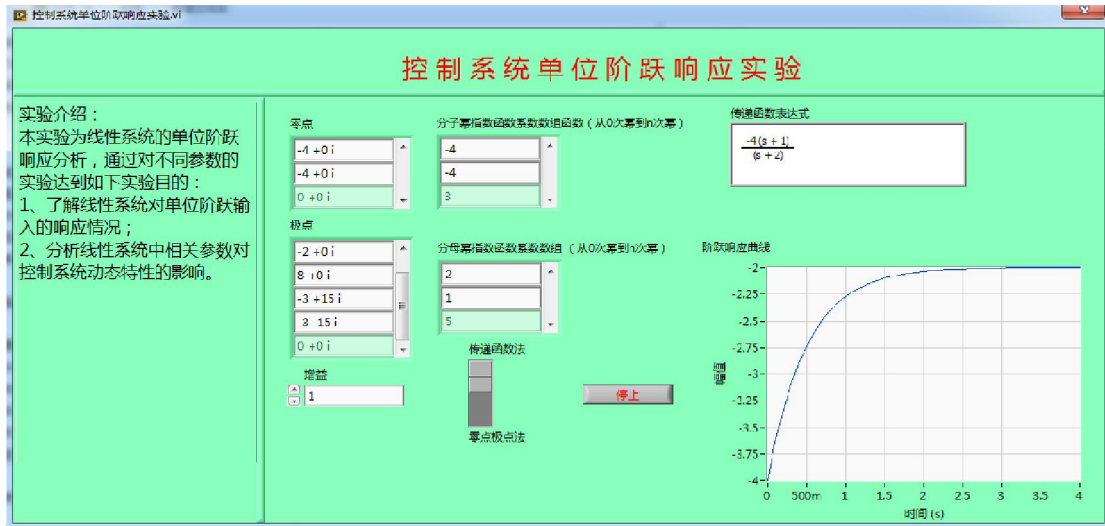 控制系统单位阶跃响应实验.vi
控制系统单位阶跃响应实验
实验介绍：
本实验为线性系统的单位阶跃
响应分析，通过对不同参数的
实验达到如下实验目的：
1、了解线性系统对单位阶跃输
入的响应情况；
2、分析线性系统中相关参数对
控制系统动态特性的影响。
零点
-4 +0 i
-4 +0 i
0 +0 i
极点
-2 +0 i
8 +0 i
-3 +15 i
3 15 i
0 +0 i
增益
1
分子幂指数函数系数数组函数（从0次幂到n次幂）
-4
-4
3
分母幂指数函数系数数组（从0次幂到n次幂）
2
1
5
传递函数法
零点极点法
停止
传递函数表达式
-4(s + 1)
(s + 2)
阶跃响应曲线
幅值
-2
-2.25
-2.5
-2.75
-3
-3.25
-3.5
-3.75
-4
0 500m 1 1.5 2 2.5 3 3.5 4
时间 (s)